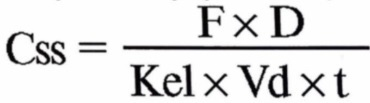 Css = F × D / Kel × Vd × t